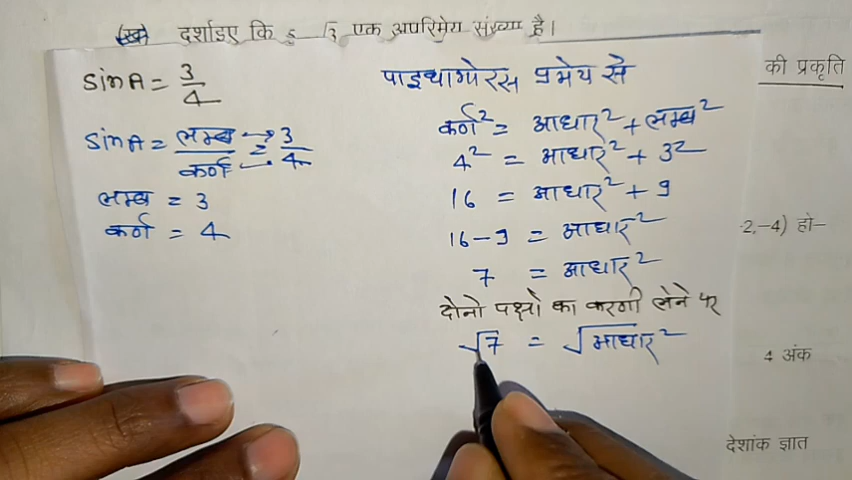 (ख) दर्शाइए कि 5 √3 एक अपरिमेय संख्या है।
sin A = 3/4
sin A = लम्ब/कर्ण → = 3/4
लम्ब = 3
कर्ण = 4
पाइथागोरस प्रमेय से
कर्ण² = आधार² + लम्ब²
4² = आधार² + 3²
16 = आधार² + 9
16 - 9 = आधार²
7 = आधार²
दोनो पक्षो का करणी लेने पर
√7 = √आधार²
की प्रकृति
2,–4) हो–
4 अंक
देशांक ज्ञात